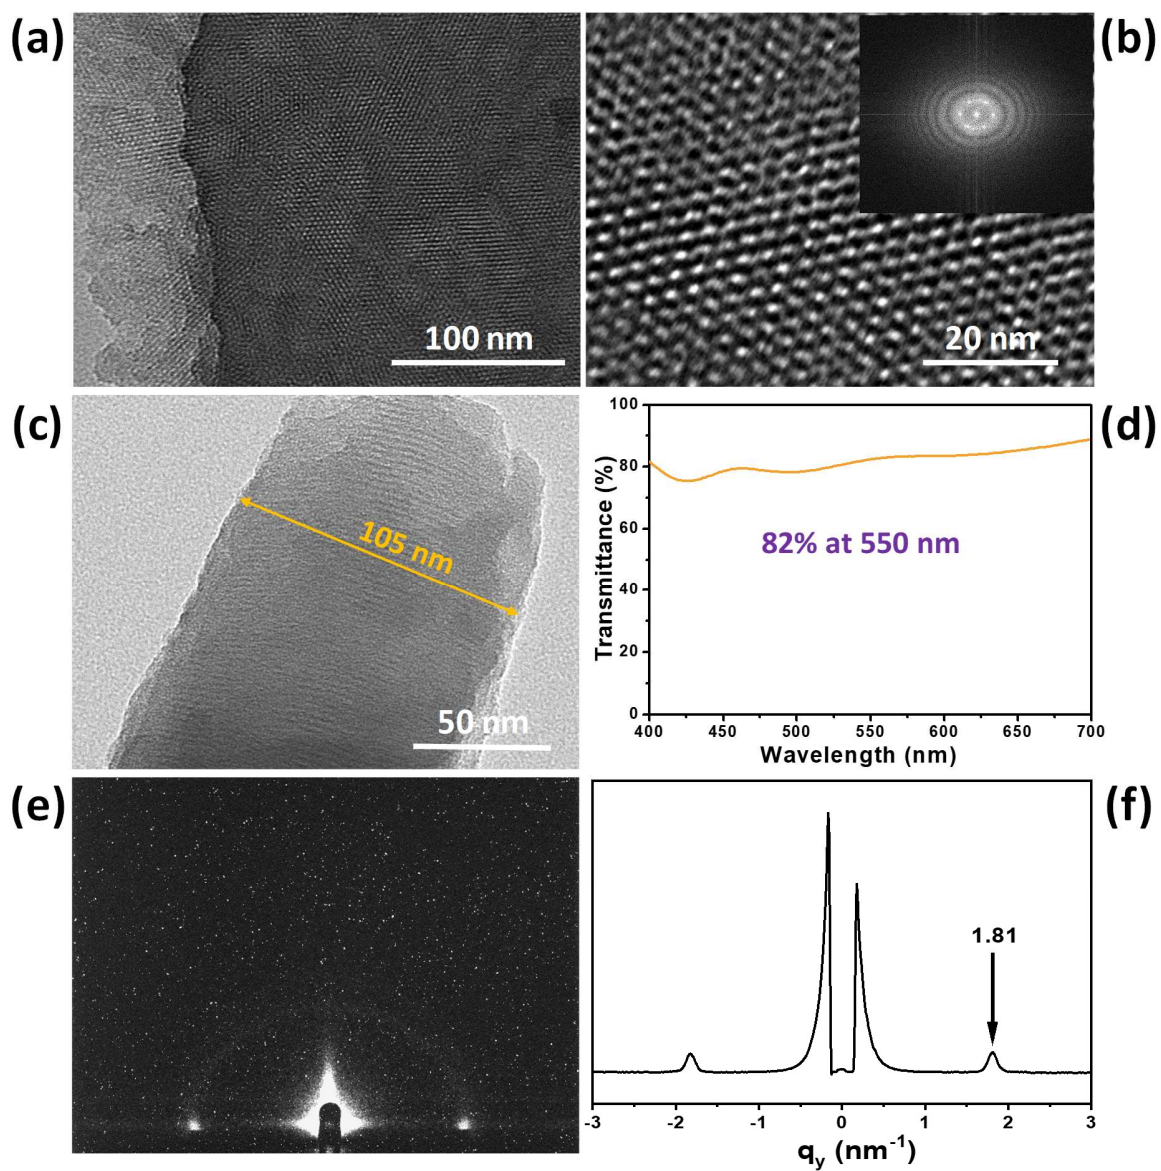 (a)
100 nm
(b)
20 nm
(c)
105 nm
50 nm
(d)
100
80
60
40
20
0
Transmittance (%)
82% at 550 nm
400 450 500 550 600 650 700
Wavelength (nm)
(e)
(f)
1.81
-3 -2 -1 0 1 2 3
q_y (nm⁻¹)